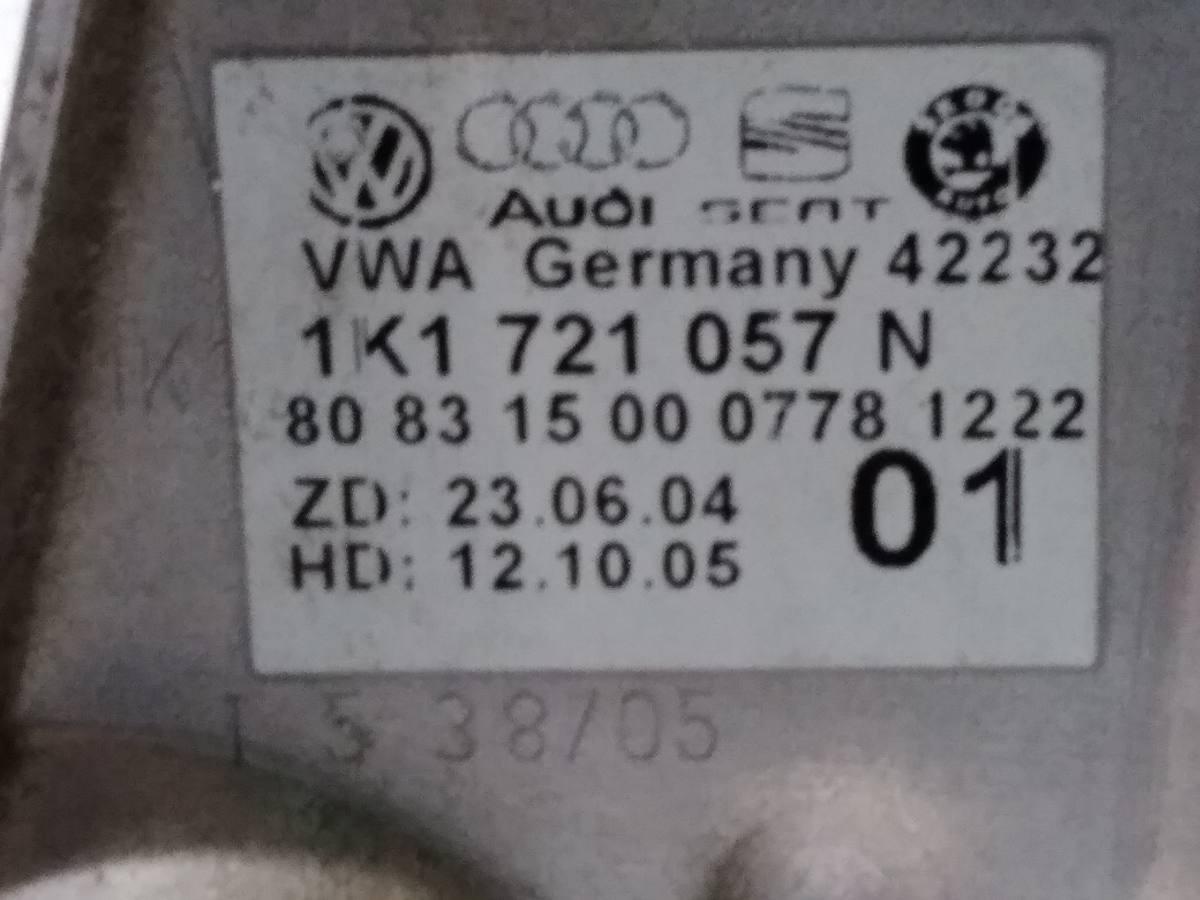 AUDI SEAT
VWA Germany 42232
1K1 721 057 N
80 83 15 00 0778 1222
ZD: 23.06.04
HD: 12.10.05
01
38/05